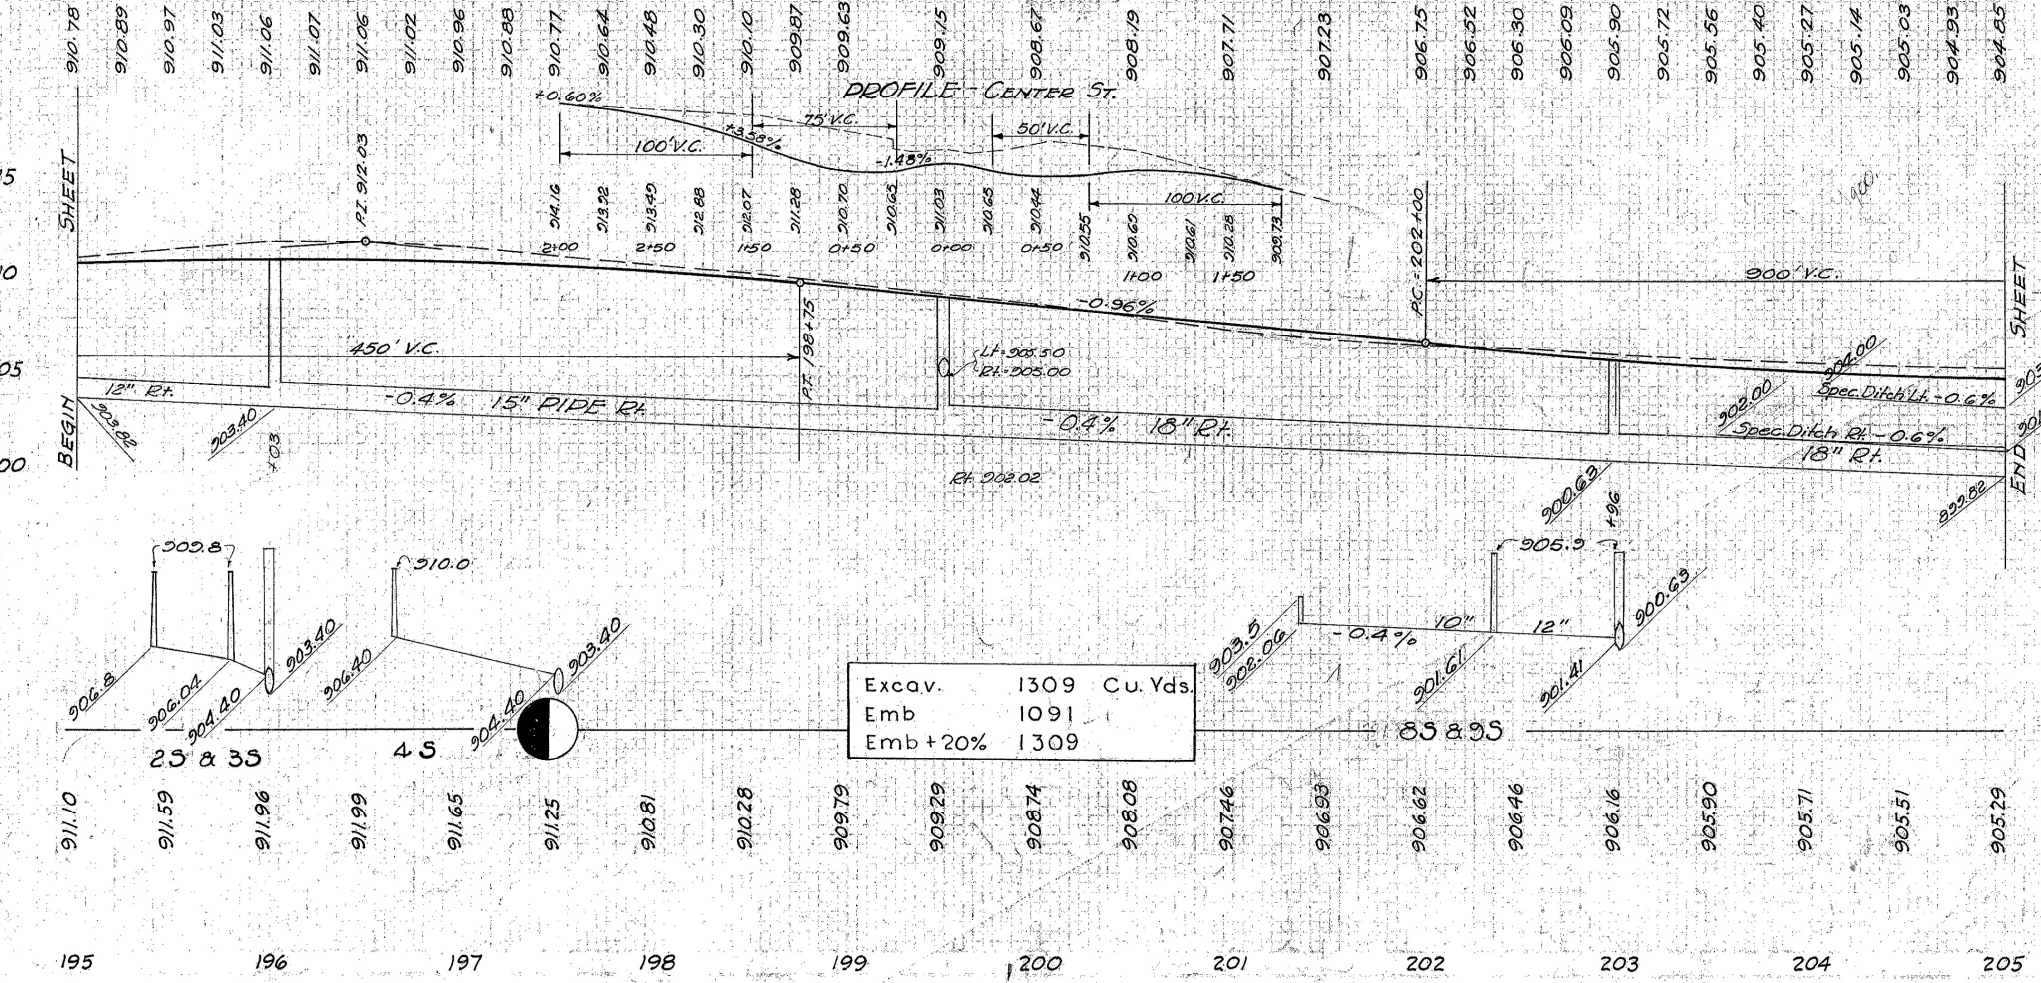 910.78 910.89 910.97 911.03 911.06 911.07 911.06 911.02 910.96 910.88 910.77 910.64 910.48 910.30 910.10 909.87 909.63 909.15 908.67 908.19 907.71 907.23 906.75 906.52 906.30 906.09 905.90 905.72 905.56 905.40 905.27 905.14 905.03 904.93 904.85
PROFILE - CENTER ST.
+0.60%
75' V.C.
+3.58%
50' V.C.
100' V.C.
-1.48%
100' V.C.
914.16 913.92 913.49 912.88 912.07 911.28 910.70 910.65 911.03 910.65 910.44 910.55 910.69 910.61 910.28 909.73
2+00 2+50 1+50 0+50 0+00 0+50
1+00 1+50
BEGIN SHEET
P.I. 912.03
900.
P.C.=202+00
900' V.C.
END SHEET
-0.96%
450' V.C.
P.T. 198+75
Lt.=905.50
Rt.=905.00
12" Rt.
-0.4% 15" PIPE Rt.
-0.4% 18" Rt.
904.00
Spec. Ditch Lt. -0.6%
902.00
Spec. Ditch Rt. -0.6%
18" Rt.
903.82
903.40
+03
Rt. 902.02
900.63
+96
899.82
909.8
910.0
905.9
906.8
906.04
904.40
903.40
906.40
904.40
903.40
903.5
902.06
-0.4% 10" 12"
901.61
901.41
900.63
Excav. 1309 Cu. Yds.
Emb 1091
Emb+20% 1309
2S & 3S
4S
8S & 9S
911.10 911.59 911.96 911.99 911.65 911.25 910.81 910.28 909.79 909.29 908.74 908.08 907.46 906.93 906.62 906.46 906.16 905.90 905.71 905.51 905.29
195 196 197 198 199 200 201 202 203 204 205